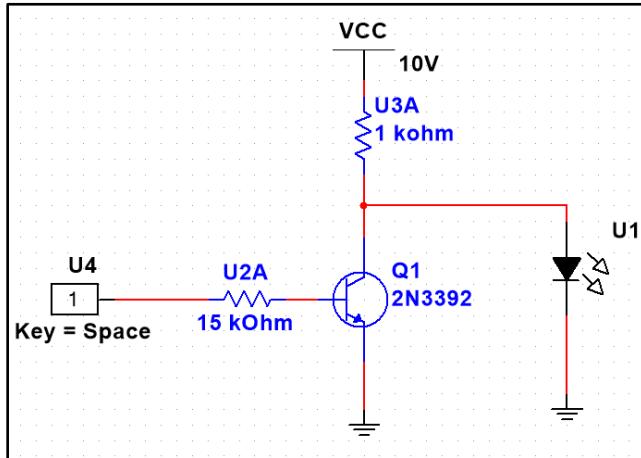 VCC
10V
U3A
1 kohm
U1
U4
1
Key = Space
U2A
15 kOhm
Q1
2N3392